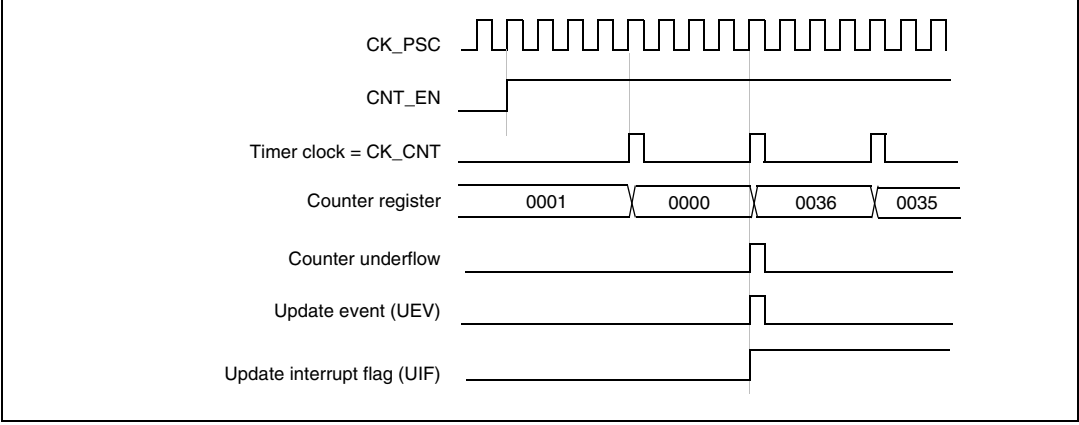 CK_PSC
CNT_EN
Timer clock = CK_CNT
Counter register 0001 0000 0036 0035
Counter underflow
Update event (UEV)
Update interrupt flag (UIF)